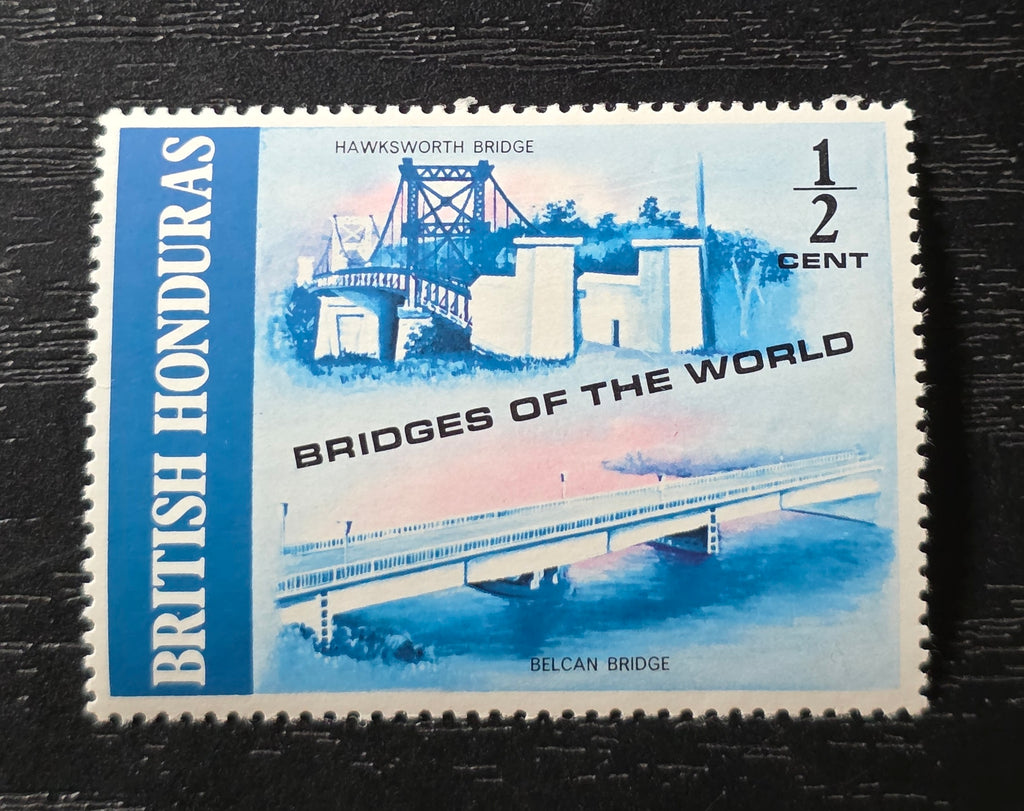 BRITISH HONDURAS
HAWKSWORTH BRIDGE
1/2
CENT
BRIDGES OF THE WORLD
BELCAN BRIDGE